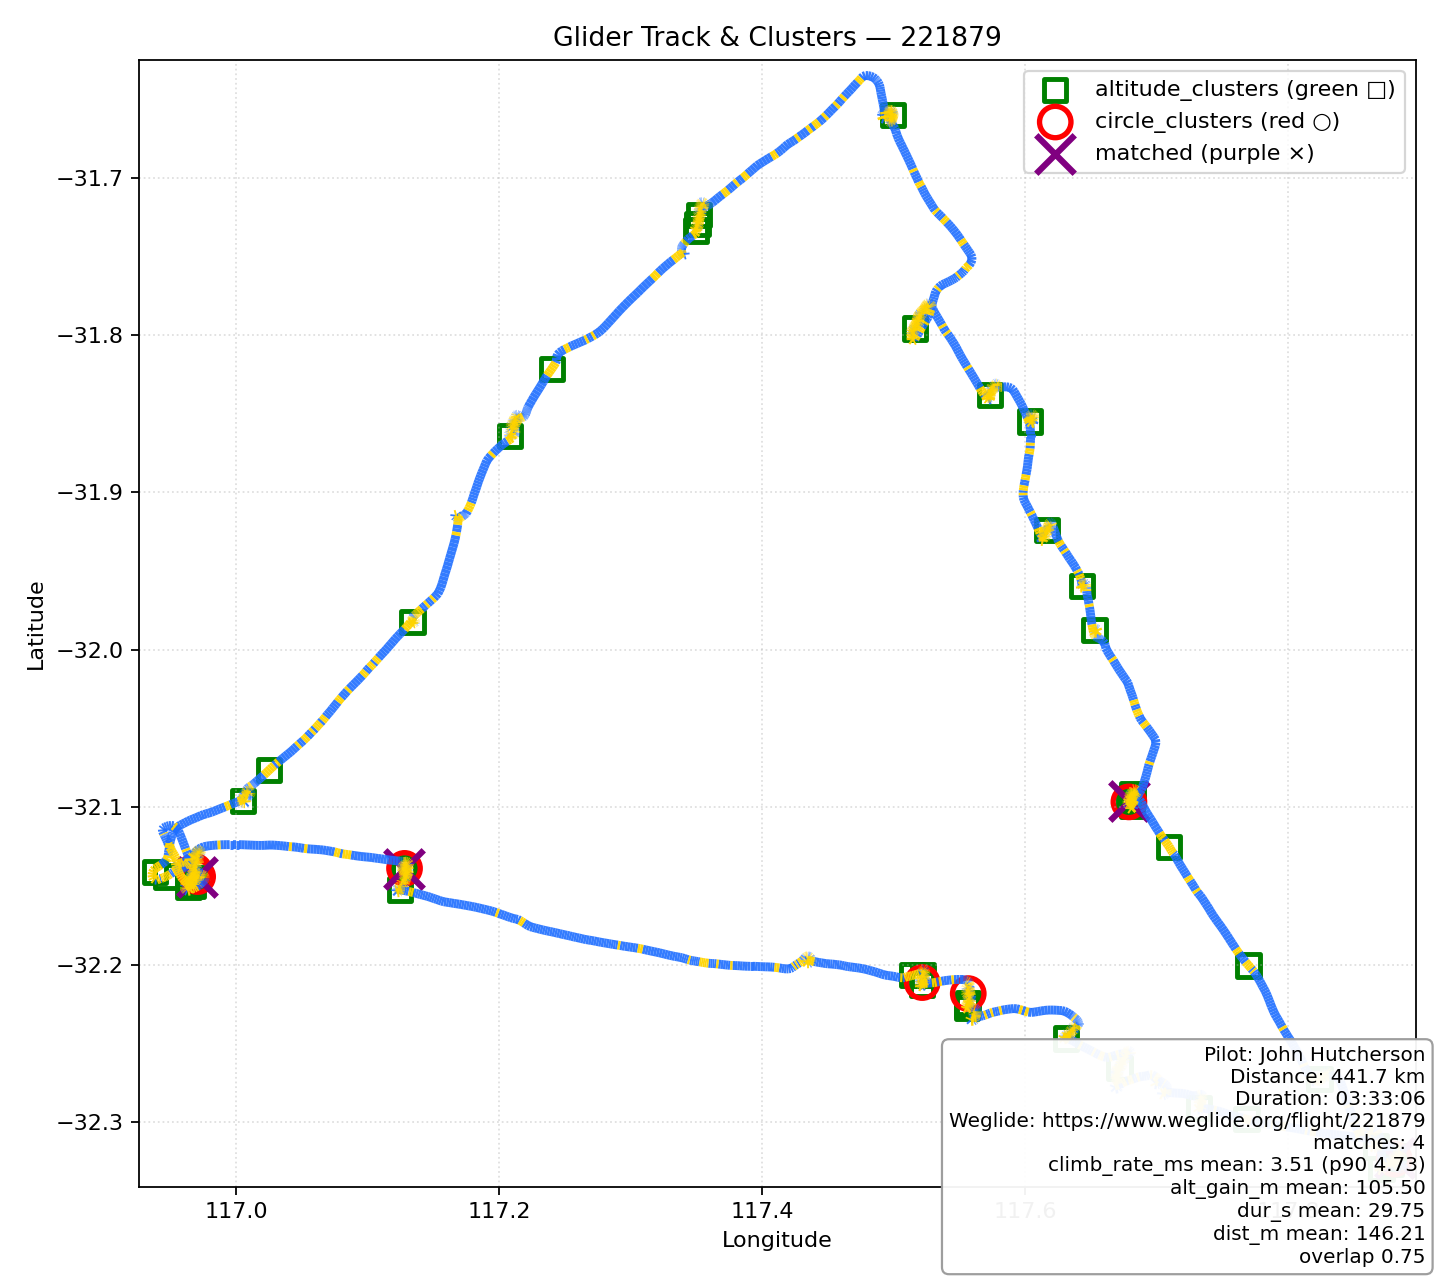 Glider Track & Clusters — 221879
altitude_clusters (green □)
circle_clusters (red ○)
matched (purple ×)
Latitude
−31.7
−31.8
−31.9
−32.0
−32.1
−32.2
−32.3
117.0
117.2
117.4
117.6
Longitude
Pilot: John Hutcherson
Distance: 441.7 km
Duration: 03:33:06
Weglide: https://www.weglide.org/flight/221879
matches: 4
climb_rate_ms mean: 3.51 (p90 4.73)
alt_gain_m mean: 105.50
dur_s mean: 29.75
dist_m mean: 146.21
overlap 0.75